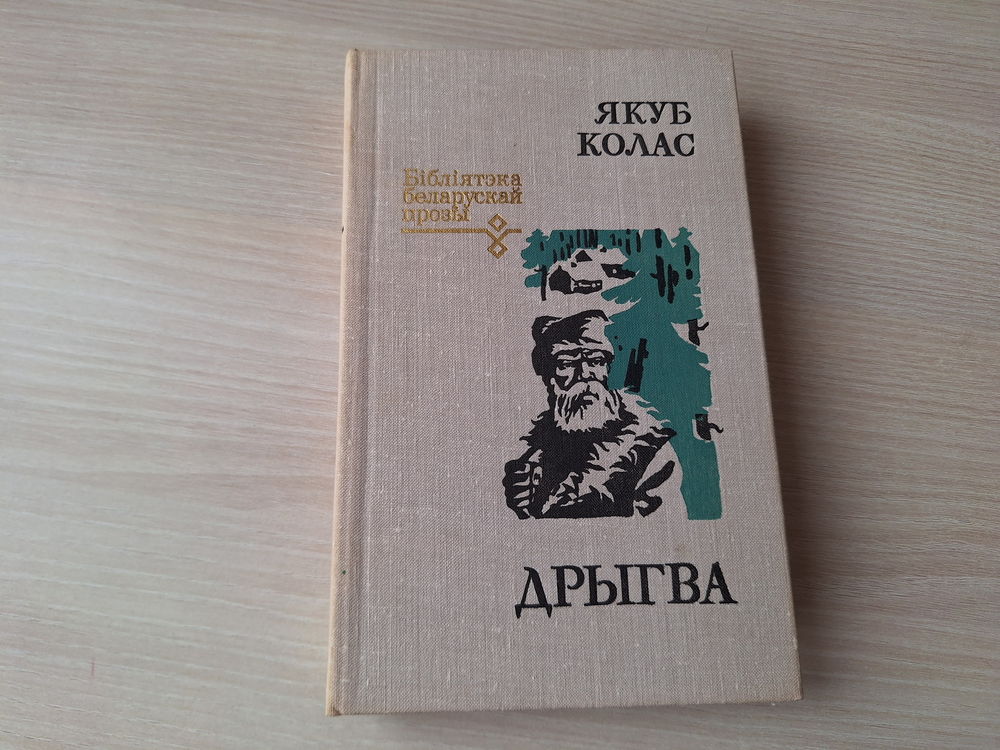 ЯКУБ
КОЛАС
Бібліятэка
беларускай
прозы
ДРЫГВА